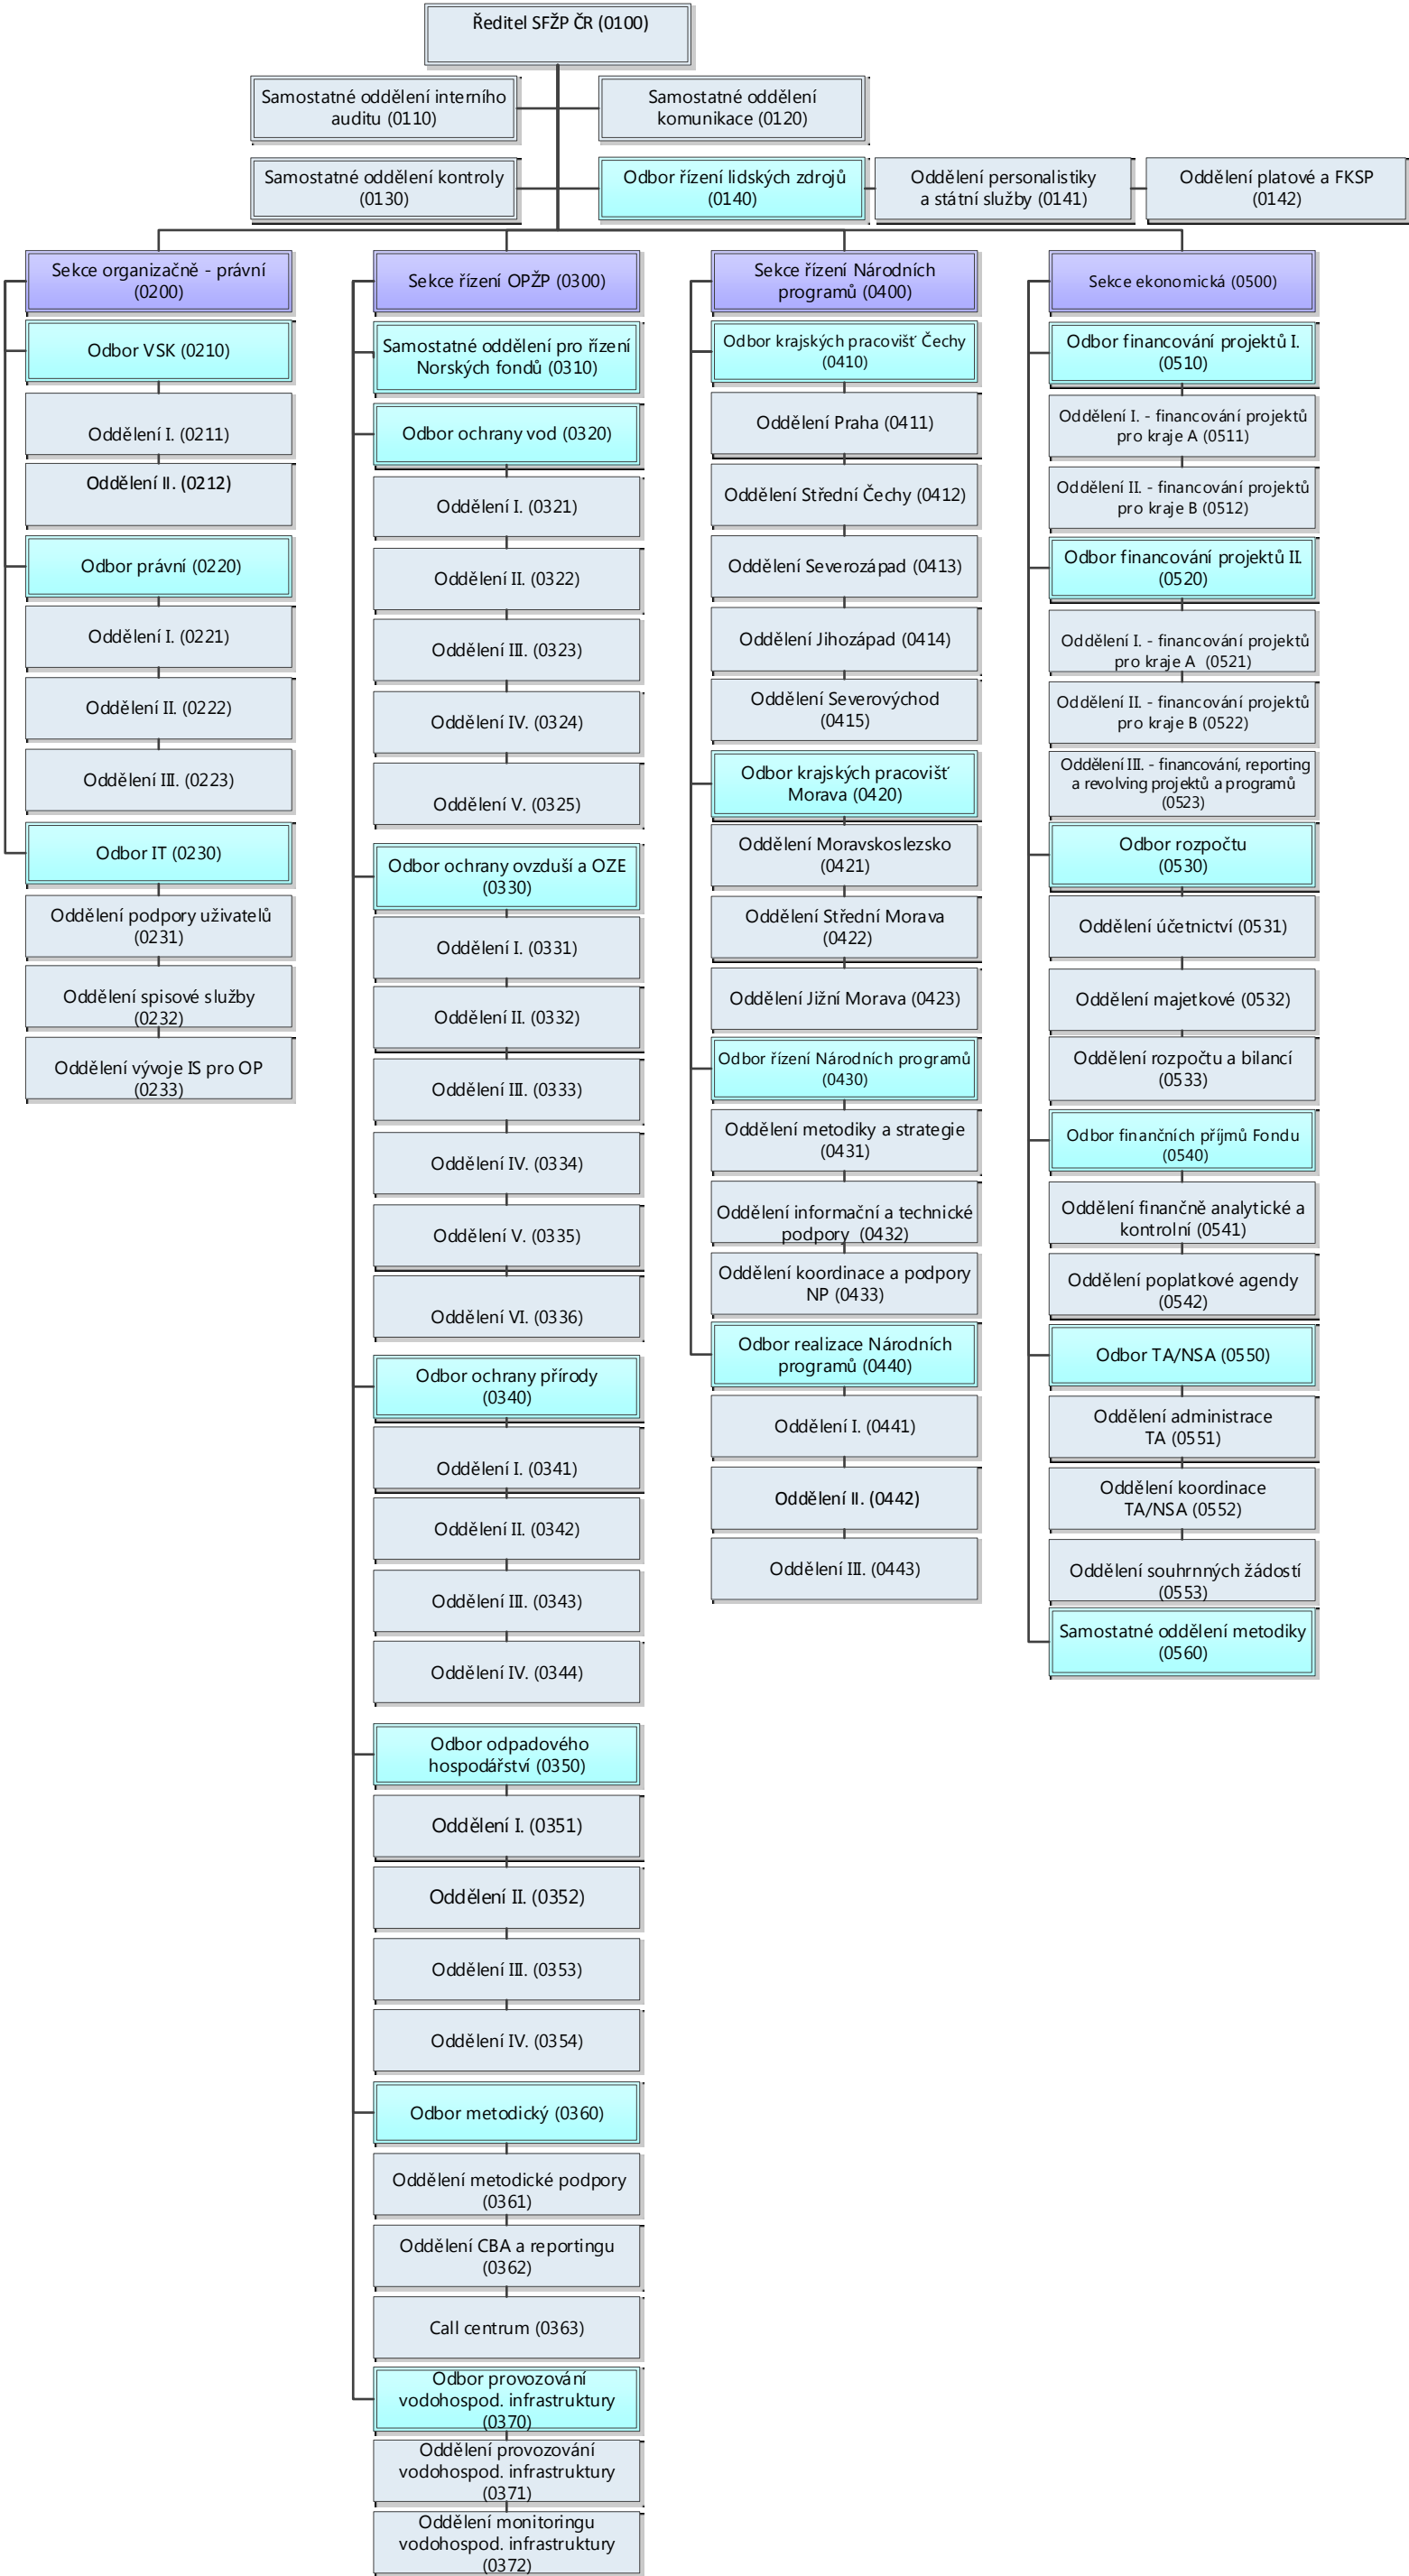 Ředitel SFŽP ČR (0100)
Samostatné oddělení interního
auditu (0110)
Samostatné oddělení
komunikace (0120)
Samostatné oddělení kontroly
(0130)
Odbor řízení lidských zdrojů
(0140)
Oddělení personalistiky
a státní služby (0141)
Oddělení platové a FKSP
(0142)
Sekce organizačně - právní
(0200)
Odbor VSK (0210)
Oddělení I. (0211)
Oddělení II. (0212)
Odbor právní (0220)
Oddělení I. (0221)
Oddělení II. (0222)
Oddělení III. (0223)
Odbor IT (0230)
Oddělení podpory uživatelů
(0231)
Oddělení spisové služby
(0232)
Oddělení vývoje IS pro OP
(0233)
Sekce řízení OPŽP (0300)
Samostatné oddělení pro řízení
Norských fondů (0310)
Odbor ochrany vod (0320)
Oddělení I. (0321)
Oddělení II. (0322)
Oddělení III. (0323)
Oddělení IV. (0324)
Oddělení V. (0325)
Odbor ochrany ovzduší a OZE
(0330)
Oddělení I. (0331)
Oddělení II. (0332)
Oddělení III. (0333)
Oddělení IV. (0334)
Oddělení V. (0335)
Oddělení VI. (0336)
Odbor ochrany přírody
(0340)
Oddělení I. (0341)
Oddělení II. (0342)
Oddělení III. (0343)
Oddělení IV. (0344)
Odbor odpadového
hospodářství (0350)
Oddělení I. (0351)
Oddělení II. (0352)
Oddělení III. (0353)
Oddělení IV. (0354)
Odbor metodický (0360)
Oddělení metodické podpory
(0361)
Oddělení CBA a reportingu
(0362)
Call centrum (0363)
Odbor provozování
vodohospod. infrastruktury
(0370)
Oddělení provozování
vodohospod. infrastruktury
(0371)
Oddělení monitoringu
vodohospod. infrastruktury
(0372)
Sekce řízení Národních
programů (0400)
Odbor krajských pracovišť Čechy
(0410)
Oddělení Praha (0411)
Oddělení Střední Čechy (0412)
Oddělení Severozápad (0413)
Oddělení Jihozápad (0414)
Oddělení Severovýchod
(0415)
Odbor krajských pracovišť
Morava (0420)
Oddělení Moravskoslezsko
(0421)
Oddělení Střední Morava
(0422)
Oddělení Jižní Morava (0423)
Odbor řízení Národních programů
(0430)
Oddělení metodiky a strategie
(0431)
Oddělení informační a technické
podpory (0432)
Oddělení koordinace a podpory
NP (0433)
Odbor realizace Národních
programů (0440)
Oddělení I. (0441)
Oddělení II. (0442)
Oddělení III. (0443)
Sekce ekonomická (0500)
Odbor financování projektů I.
(0510)
Oddělení I. - financování projektů
pro kraje A (0511)
Oddělení II. - financování projektů
pro kraje B (0512)
Odbor financování projektů II.
(0520)
Oddělení I. - financování projektů
pro kraje A (0521)
Oddělení II. - financování projektů
pro kraje B (0522)
Oddělení III. - financování, reporting
a revolving projektů a programů
(0523)
Odbor rozpočtu
(0530)
Oddělení účetnictví (0531)
Oddělení majetkové (0532)
Oddělení rozpočtu a bilancí
(0533)
Odbor finančních příjmů Fondu
(0540)
Oddělení finančně analytické a
kontrolní (0541)
Oddělení poplatkové agendy
(0542)
Odbor TA/NSA (0550)
Oddělení administrace
TA (0551)
Oddělení koordinace
TA/NSA (0552)
Oddělení souhrnných žádostí
(0553)
Samostatné oddělení metodiky
(0560)